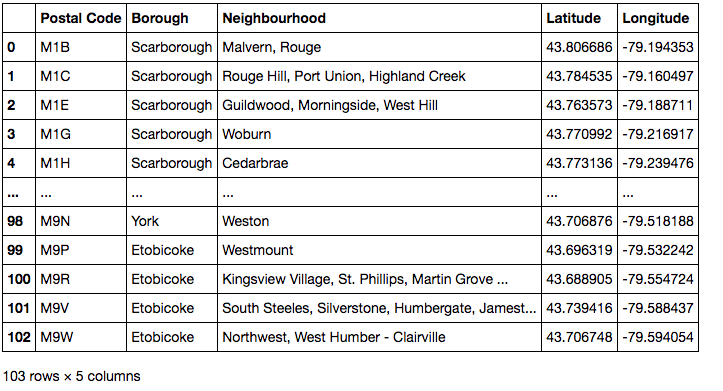 Postal Code Borough Neighbourhood Latitude Longitude
0 M1B Scarborough Malvern, Rouge 43.806686 -79.194353
1 M1C Scarborough Rouge Hill, Port Union, Highland Creek 43.784535 -79.160497
2 M1E Scarborough Guildwood, Morningside, West Hill 43.763573 -79.188711
3 M1G Scarborough Woburn 43.770992 -79.216917
4 M1H Scarborough Cedarbrae 43.773136 -79.239476
... ... ... ... ... ...
98 M9N York Weston 43.706876 -79.518188
99 M9P Etobicoke Westmount 43.696319 -79.532242
100 M9R Etobicoke Kingsview Village, St. Phillips, Martin Grove ... 43.688905 -79.554724
101 M9V Etobicoke South Steeles, Silverstone, Humbergate, Jamest... 43.739416 -79.588437
102 M9W Etobicoke Northwest, West Humber - Clairville 43.706748 -79.594054
103 rows × 5 columns